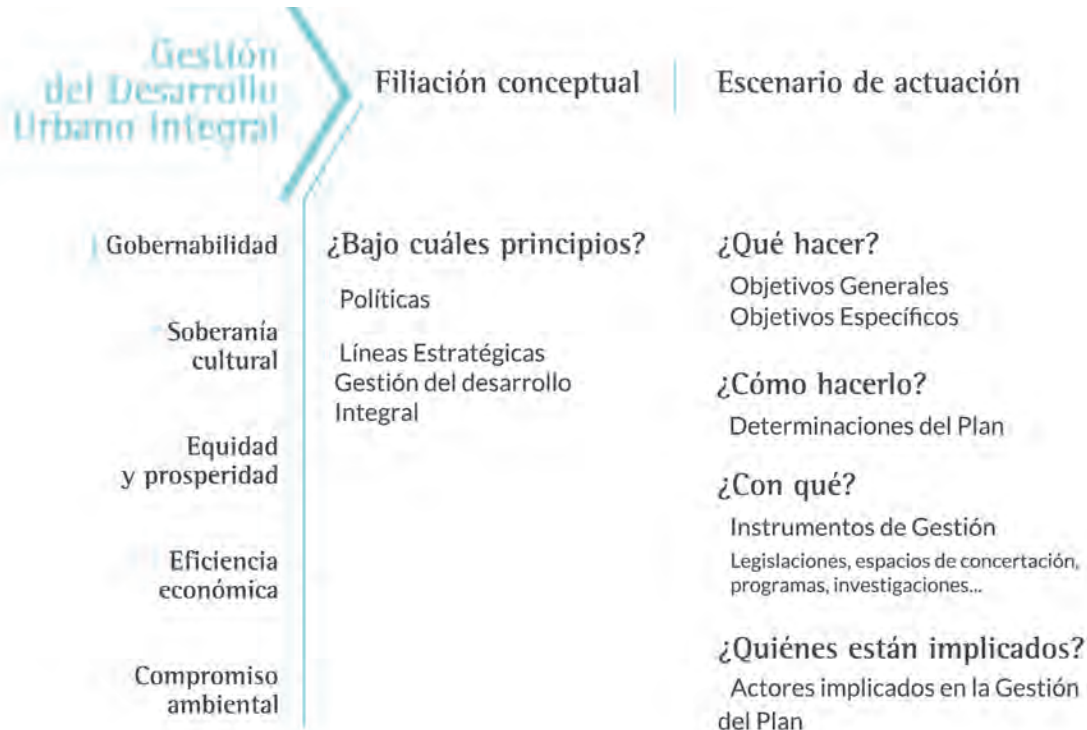 Gestión
del Desarrollo
Urbano Integral
Filiación conceptual
Escenario de actuación
Gobernabilidad
Soberanía
cultural
Equidad
y prosperidad
Eficiencia
económica
Compromiso
ambiental
¿Bajo cuáles principios?
Políticas
Líneas Estratégicas
Gestión del desarrollo
Integral
¿Qué hacer?
Objetivos Generales
Objetivos Específicos
¿Cómo hacerlo?
Determinaciones del Plan
¿Con qué?
Instrumentos de Gestión
Legislaciones, espacios de concertación,
programas, investigaciones...
¿Quiénes están implicados?
Actores implicados en la Gestión
del Plan